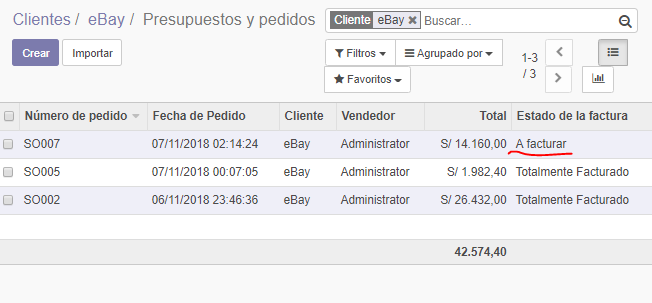 Clientes / eBay / Presupuestos y pedidos
Cliente eBay ✖ Buscar...
Crear Importar
Filtros Agrupado por
Favoritos
1-3 / 3
Número de pedido Fecha de Pedido Cliente Vendedor Total Estado de la factura
SO007 07/11/2018 02:14:24 eBay Administrator S/ 14.160,00 A facturar
SO005 07/11/2018 00:07:05 eBay Administrator S/ 1.982,40 Totalmente Facturado
SO002 06/11/2018 23:46:36 eBay Administrator S/ 26.432,00 Totalmente Facturado
42.574,40